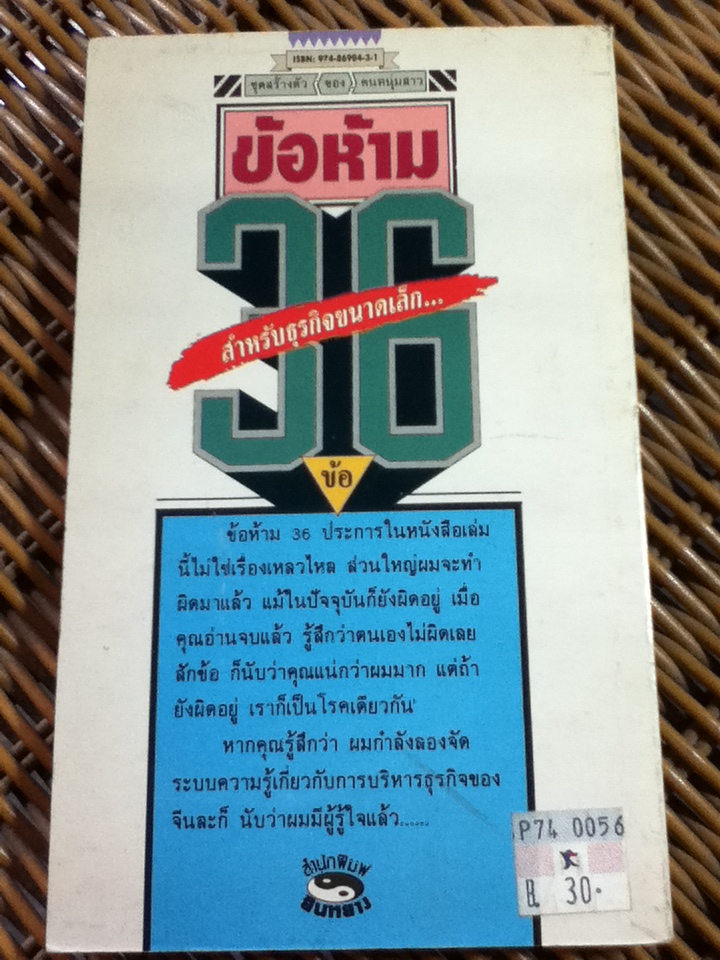 ISBN: 974-86904-3-1
ชุดสร้างตัว ของ คนหนุ่มสาว
ข้อห้าม
36
สำหรับธุรกิจขนาดเล็ก...
ข้อ
ข้อห้าม 36 ประการในหนังสือเล่ม
นี้ไม่ใช่เรื่องเหลวไหล ส่วนใหญ่ผมจะทำ
ผิดมาแล้ว แม้ในปัจจุบันก็ยังผิดอยู่ เมื่อ
คุณอ่านจบแล้ว รู้สึกว่าตนเองไม่ผิดเลย
สักข้อ ก็นับว่าคุณแน่กว่าผมมาก แต่ถ้า
ยังผิดอยู่ เราก็เป็นโรคเดียวกัน
หากคุณรู้สึกว่า ผมกำลังลองจัด
ระบบความรู้เกี่ยวกับการบริหารธุรกิจของ
จีนละก็ นับว่าผมมีผู้รู้ใจแล้ว......
สำนักพิมพ์
ยินหยาง
P74 0056
B. 30.